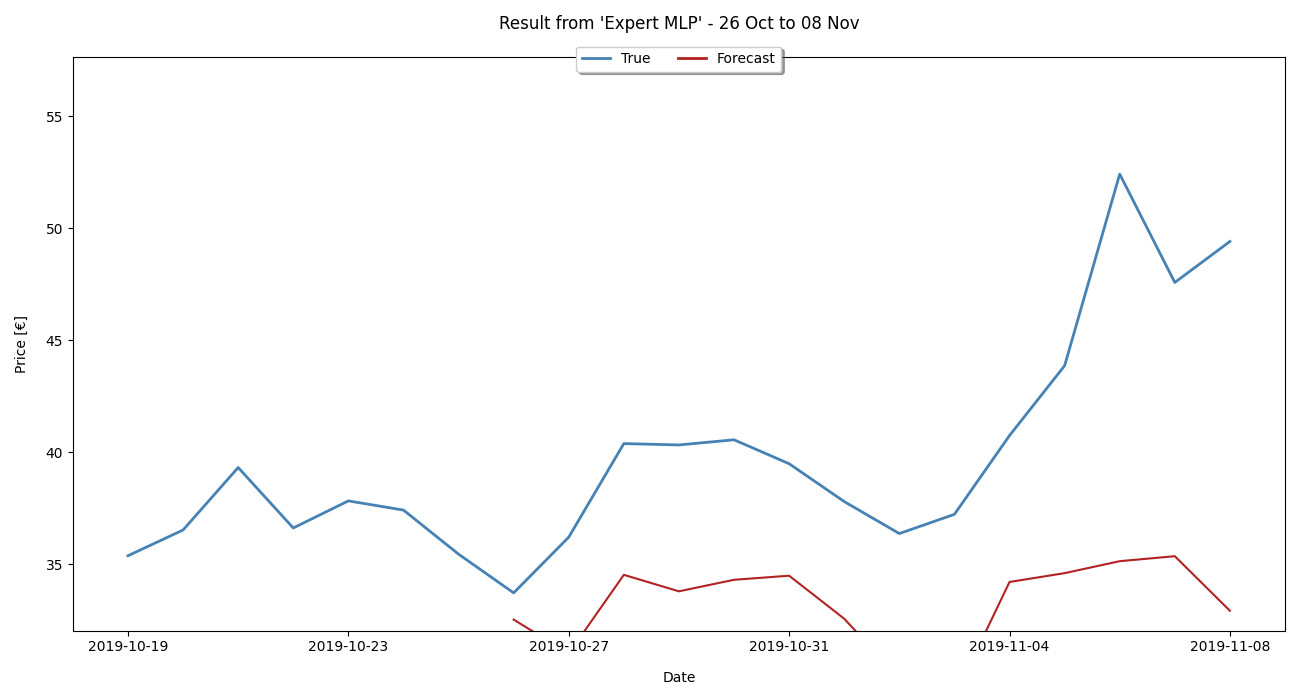 Result from 'Expert MLP' - 26 Oct to 08 Nov
True Forecast
55
50
45
40
35
Price [€]
2019-10-19 2019-10-23 2019-10-27 2019-10-31 2019-11-04 2019-11-08
Date